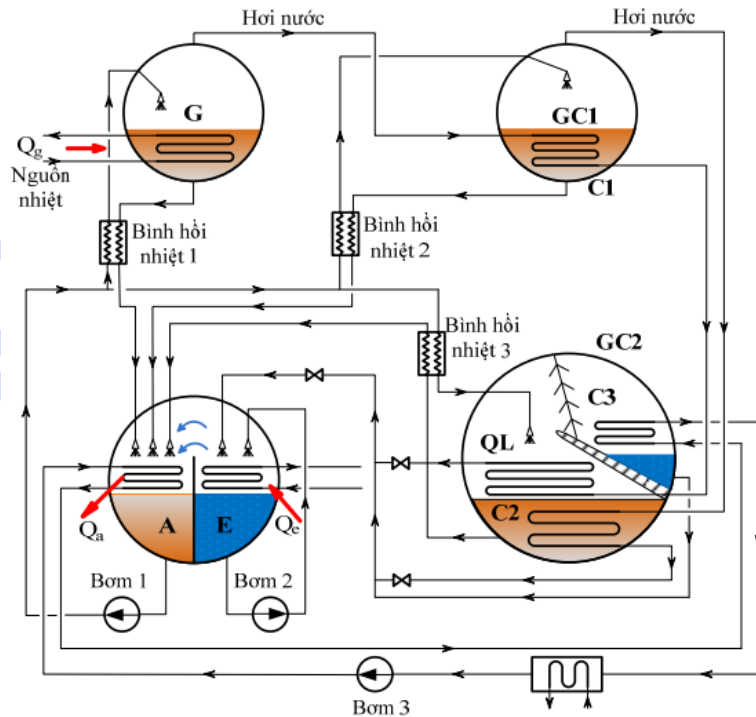 Hơi nước
Hơi nước
G
GC1
Qg
Nguồn
nhiệt
C1
Bình hồi
nhiệt 1
Bình hồi
nhiệt 2
Bình hồi
nhiệt 3
GC2
C3
QL
C2
A
E
Qa
Qe
Bơm 1
Bơm 2
Bơm 3